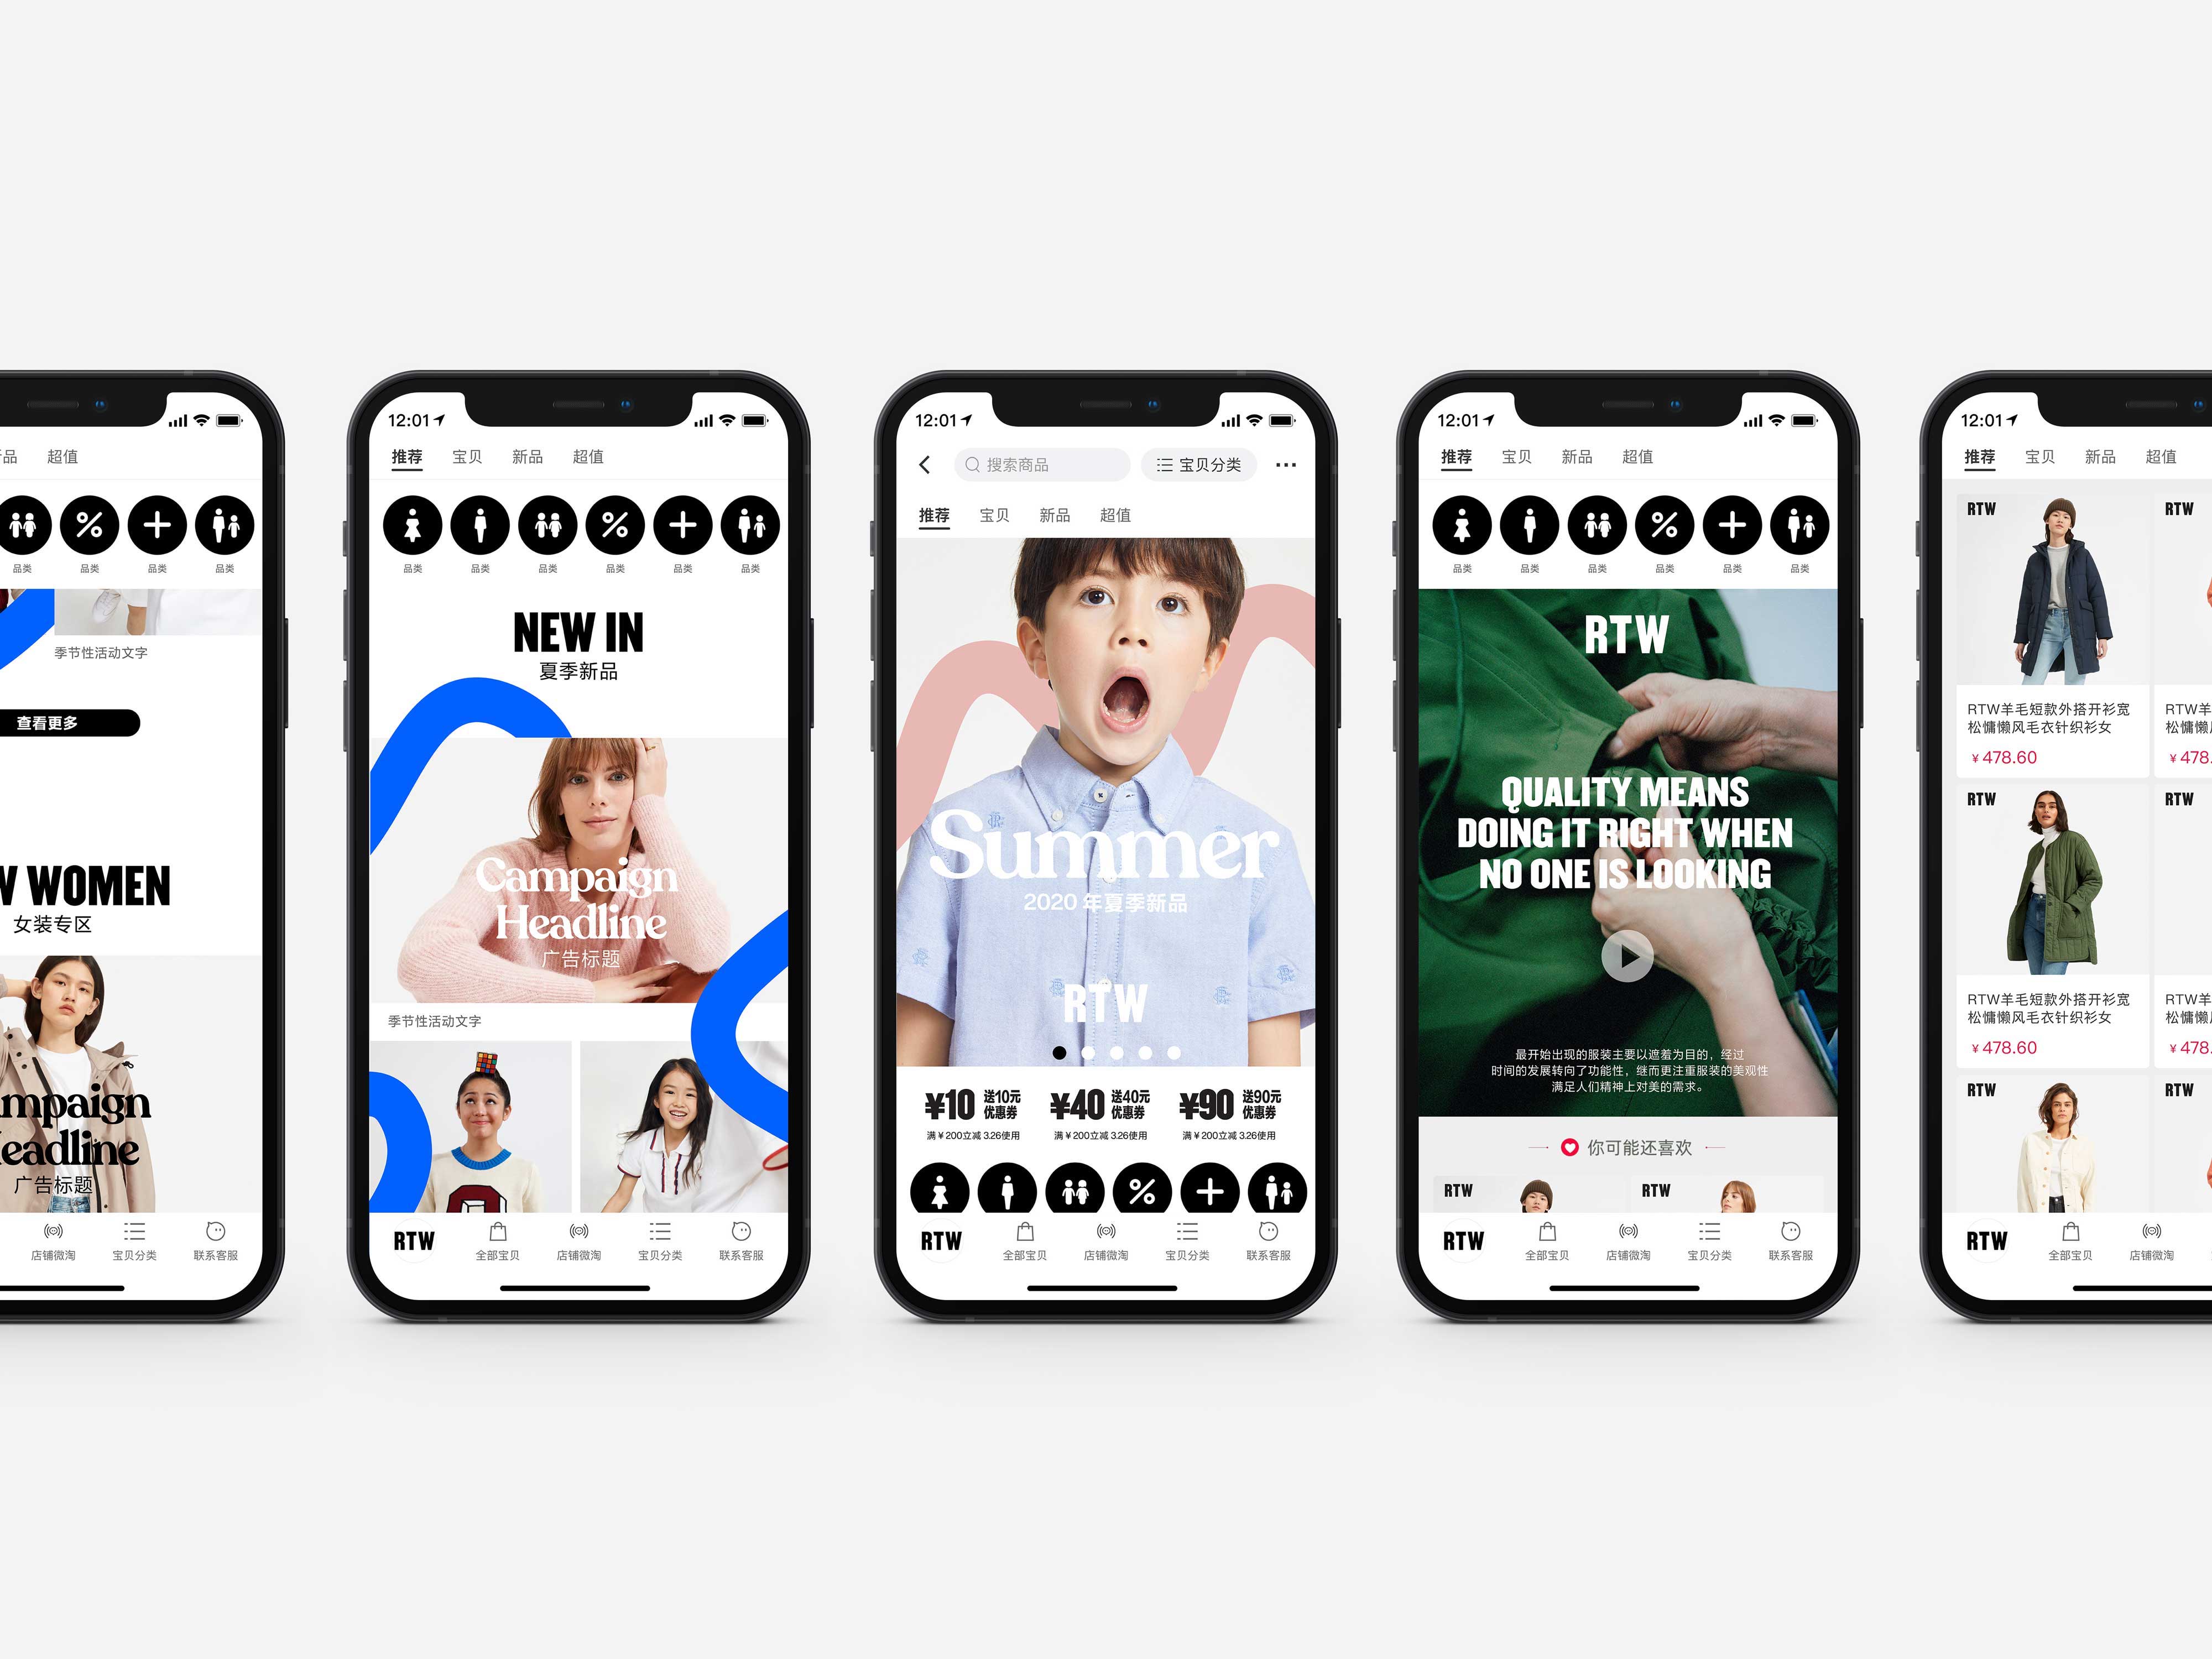 品 超值
品类 品类 品类 品类
季节性活动文字
查看更多
W WOMEN
女装专区
mpaign
eadline
广告标题
店铺微淘 宝贝分类 联系客服
12:01
推荐 宝贝 新品 超值
%
品类 品类 品类 品类 品类 品类
NEW IN
夏季新品
Campaign
Headline
广告标题
季节性活动文字
RTW 全部宝贝 店铺微淘 宝贝分类 联系客服
12:01
搜索商品 宝贝分类
推荐 宝贝 新品 超值
Summer
2020 年夏季新品
RTW
¥10 送10元 ¥40 送40元 ¥90 送90元
优惠券 优惠券 优惠券
满¥200立减 3.26使用 满¥200立减 3.26使用 满¥200立减 3.26使用
%
RTW 全部宝贝 店铺微淘 宝贝分类 联系客服
12:01
推荐 宝贝 新品 超值
%
品类 品类 品类 品类 品类 品类
RTW
QUALITY MEANS
DOING IT RIGHT WHEN
NO ONE IS LOOKING
最开始出现的服装主要以遮羞为目的，经过
时间的发展转向了功能性，继而更注重服装的美观性
满足人们精神上对美的需求。
你可能还喜欢
RTW RTW
RTW 全部宝贝 店铺微淘 宝贝分类 联系客服
12:01
推荐 宝贝 新品 超值
RTW RTW
RTW羊毛短款外搭开衫宽 RTW羊
松慵懒风毛衣针织衫女 松慵懒
¥478.60 ¥478.
RTW RTW
RTW羊毛短款外搭开衫宽 RTW羊
松慵懒风毛衣针织衫女 松慵懒
¥478.60 ¥478.
RTW RTW
RTW 全部宝贝 店铺微淘